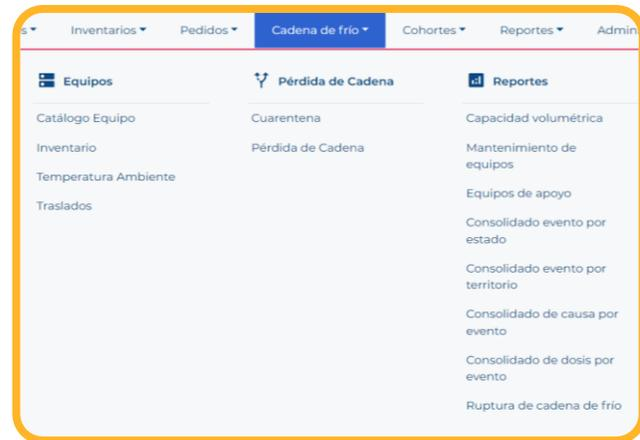 s
Inventarios
Pedidos
Cadena de frío
Cohortes
Reportes
Admin
Equipos
Catálogo Equipo
Inventario
Temperatura Ambiente
Traslados
Pérdida de Cadena
Cuarentena
Pérdida de Cadena
Reportes
Capacidad volumétrica
Mantenimiento de
equipos
Equipos de apoyo
Consolidado evento por
estado
Consolidado evento por
territorio
Consolidado de causa por
evento
Consolidado de dosis por
evento
Ruptura de cadena de frío